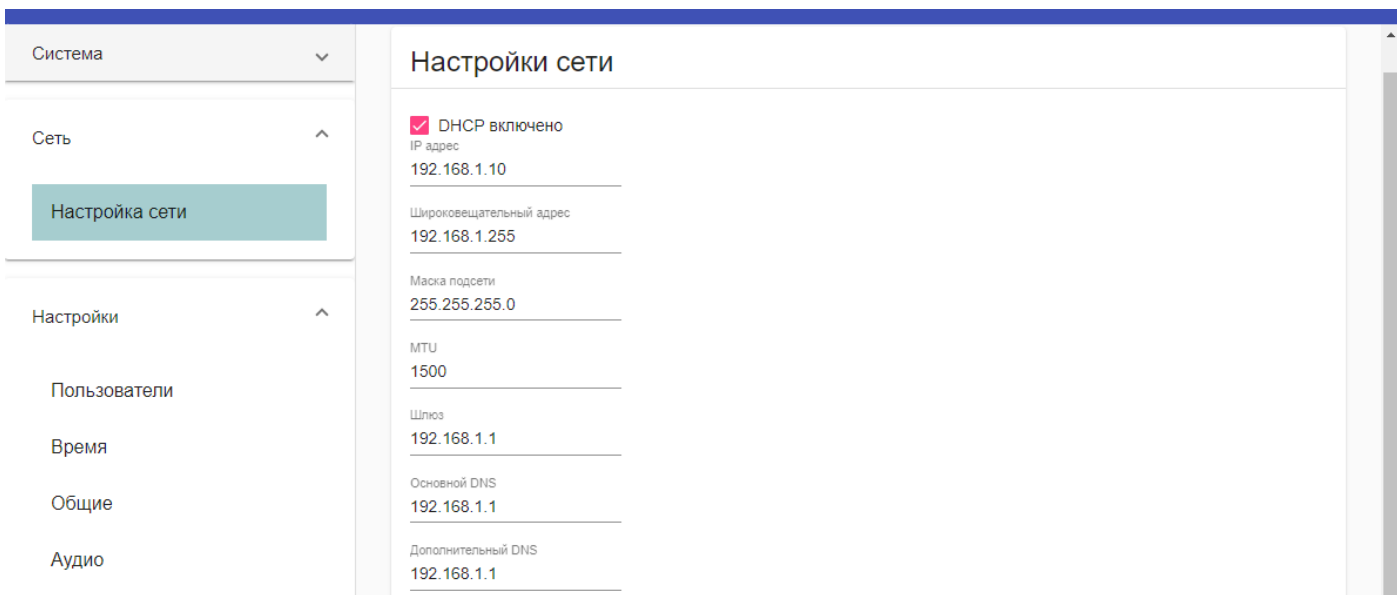 Система
Сеть
Настройка сети
Настройки
Пользователи
Время
Общие
Аудио
Настройки сети
DHCP включено
IP адрес
192.168.1.10
Широковещательный адрес
192.168.1.255
Маска подсети
255.255.255.0
MTU
1500
Шлюз
192.168.1.1
Основной DNS
192.168.1.1
Дополнительный DNS
192.168.1.1